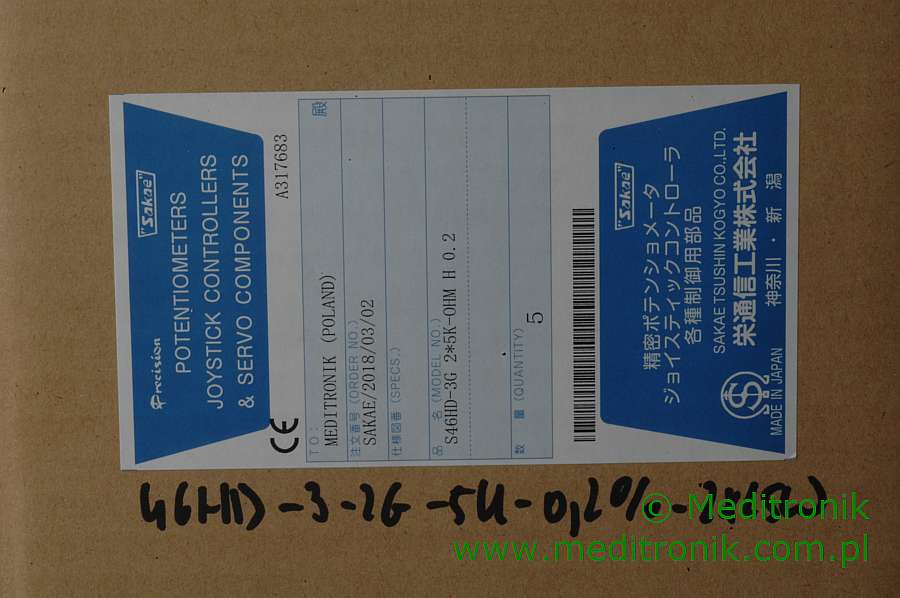 "Sakae"
Precision
POTENTIOMETERS
JOYSTICK CONTROLLERS
& SERVO COMPONENTS
CE
A317683
TO:
MEDITRONIK (POLAND)
殿
注文番号 (ORDER NO.)
SAKAE/2018/03/02
仕様図番 (SPECS.)
品 名 (MODEL NO.)
S46HD-3G 2*5K-OHM H 0.2
数 量 (QUANTITY)
5
"Sakae"
精密ポテンショメータ
ジョイスティックコントローラ
各種制御用部品
SAKAE TSUSHIN KOGYO CO.,LTD.
栄通信工業株式会社
MADE IN JAPAN 神奈川・新潟
46HD-3-2G-5K-0,2%
© Meditronik
www.meditronik.com.pl